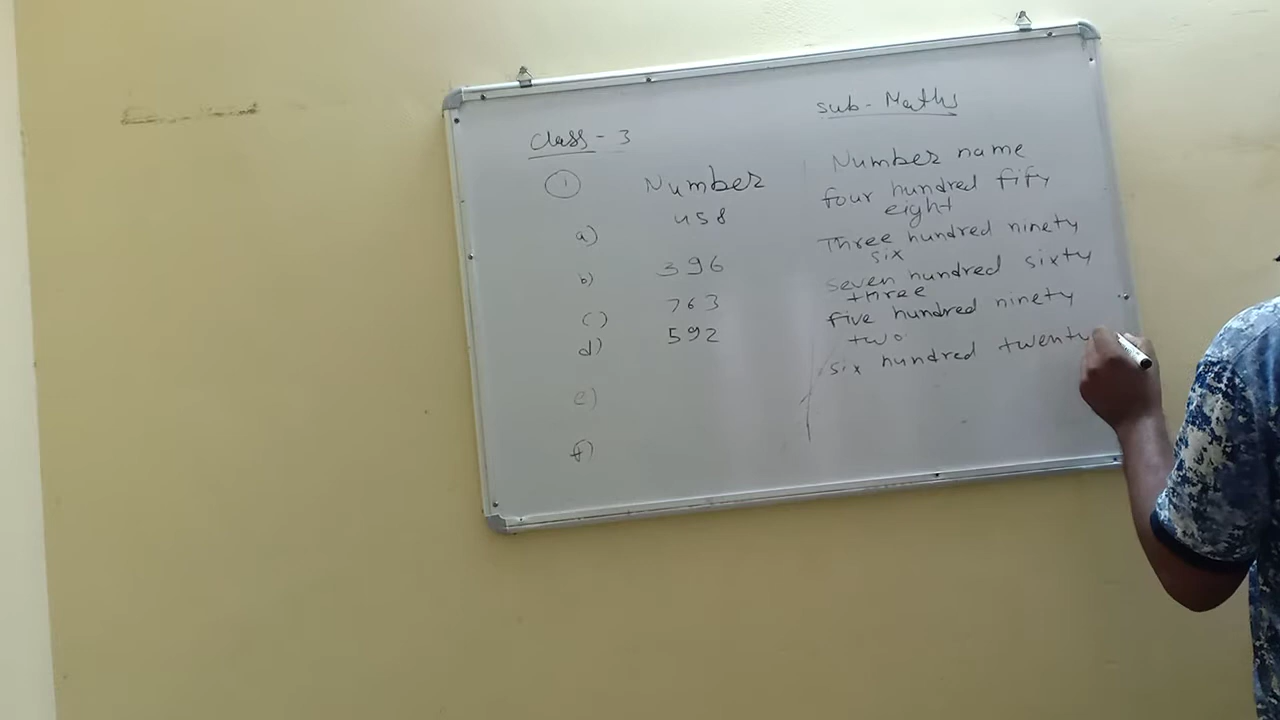 Sub- Maths
Class - 3
1 Number Number name
a) 458 four hundred fifty
eight
b) 396 Three hundred ninety
six
c) 763 seven hundred sixty
three
d) 592 five hundred ninety
two
e) six hundred twenty
f)